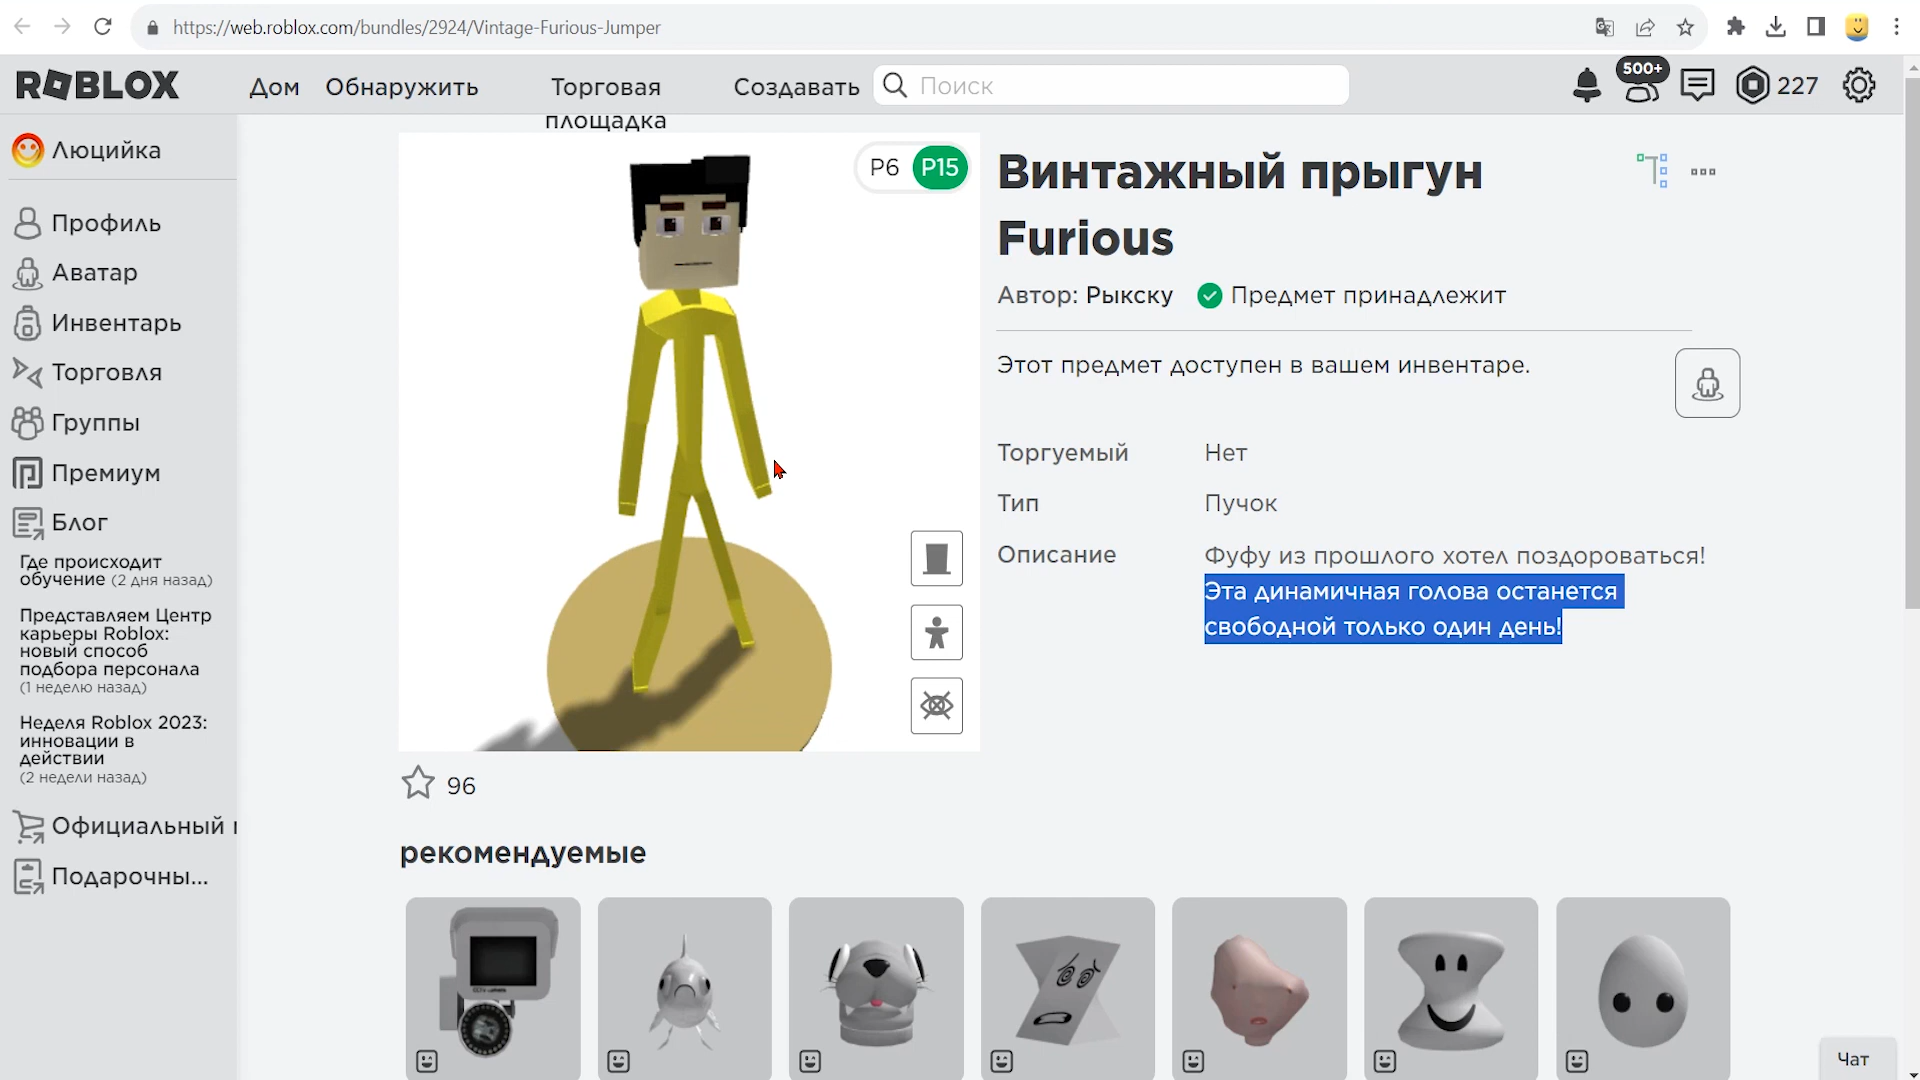 https://web.roblox.com/bundles/2924/Vintage-Furious-Jumper
ROBLOX
Дом
Обнаружить
Торговая
площадка
Создавать
Поиск
500+
227
Люцийка
Профиль
Аватар
Инвентарь
Торговля
Группы
Премиум
Блог
Где происходит
обучение (2 дня назад)
Представляем Центр
карьеры Roblox:
новый способ
подбора персонала
(1 неделю назад)
Неделя Roblox 2023:
инновации в
действии
(2 недели назад)
Официальный
Подарочны...
P6 P15
Винтажный прыгун
Furious
Автор: Рыкску
Предмет принадлежит
Этот предмет доступен в вашем инвентаре.
Торгуемый Нет
Тип Пучок
Описание Фуфу из прошлого хотел поздороваться!
Эта динамичная голова останется
свободной только один день!
96
рекомендуемые
Чат